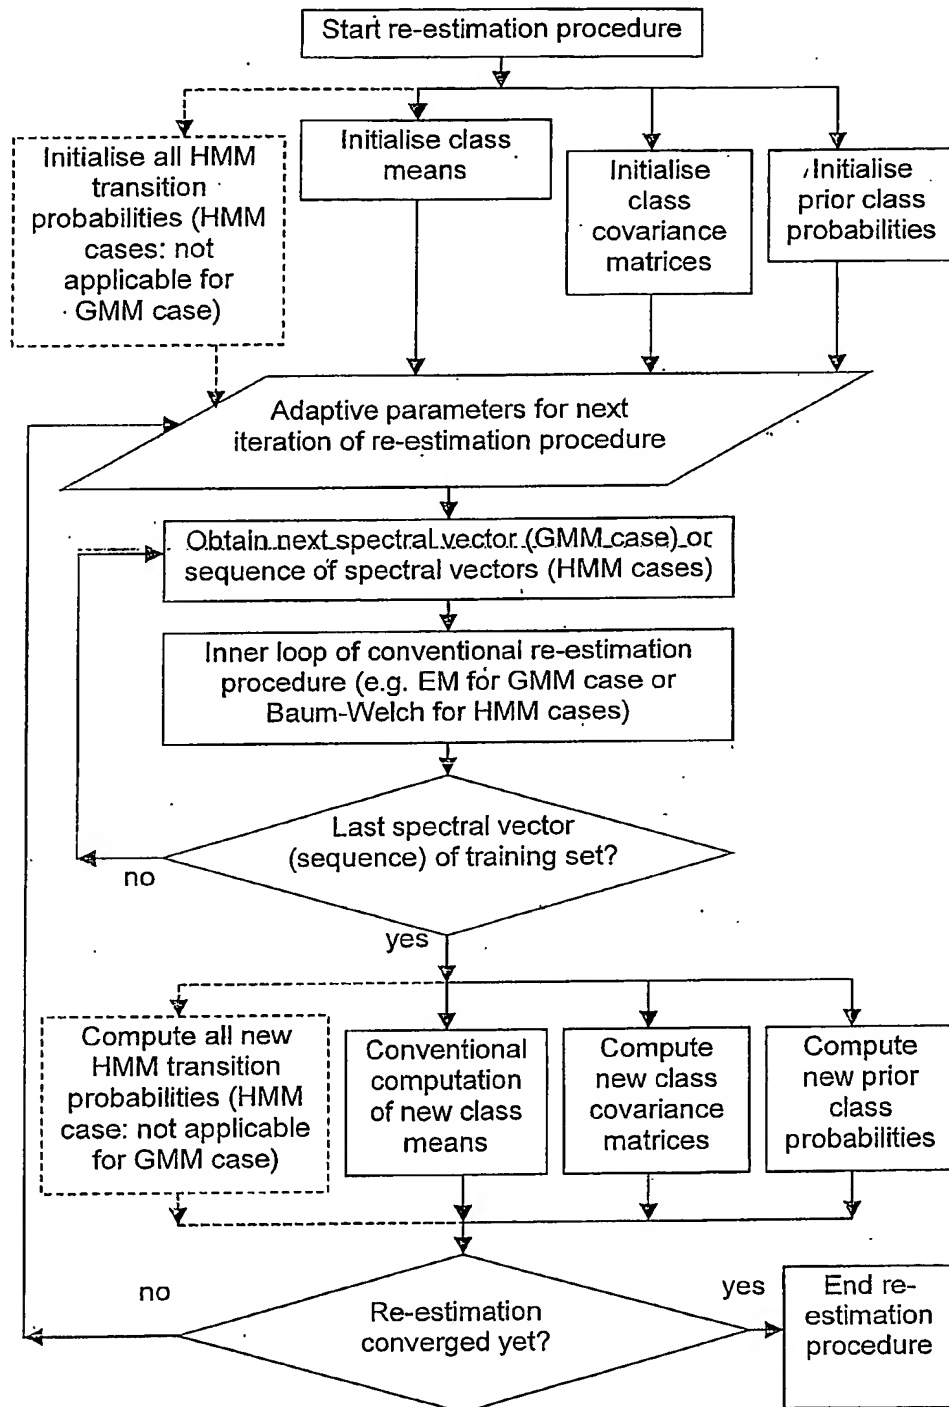 Start re-estimation procedure
Initialise all HMM
transition
probabilities (HMM
cases: not
applicable for
GMM case)
Initialise class
means
Initialise
class
covariance
matrices
Initialise
prior class
probabilities
Adaptive parameters for next
iteration of re-estimation procedure
Obtain next spectral vector (GMM case) or
sequence of spectral vectors (HMM cases)
Inner loop of conventional re-estimation
procedure (e.g. EM for GMM case or
Baum-Welch for HMM cases)
Last spectral vector
(sequence) of training set?
no
yes
Compute all new
HMM transition
probabilities (HMM
case: not applicable
for GMM case)
Conventional
computation
of new class
means
Compute
new class
covariance
matrices
Compute
new prior
class
probabilities
no
Re-estimation
converged yet?
yes
End re-
estimation
procedure